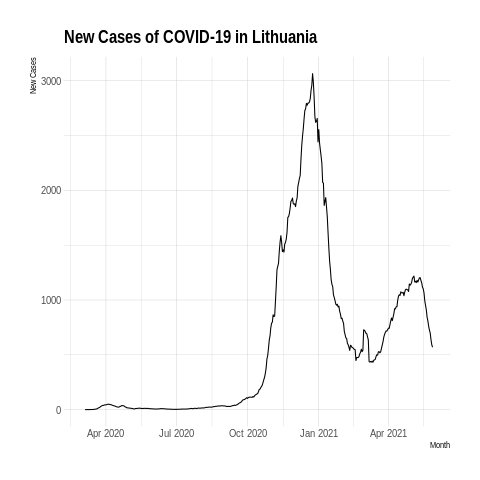 New Cases of COVID-19 in Lithuania
New Cases
3000
2000
1000
0
Apr 2020 Jul 2020 Oct 2020 Jan 2021 Apr 2021
Month